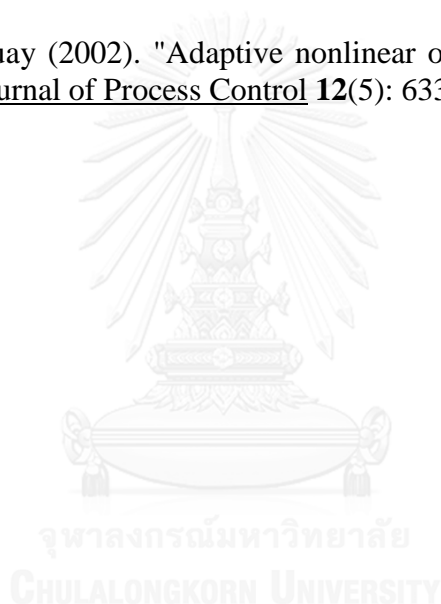 uay (2002). "Adaptive nonlinear o
urnal of Process Control 12(5): 633
จุฬาลงกรณ์มหาวิทยาลัย
CHULALONGKORN UNIVERSITY